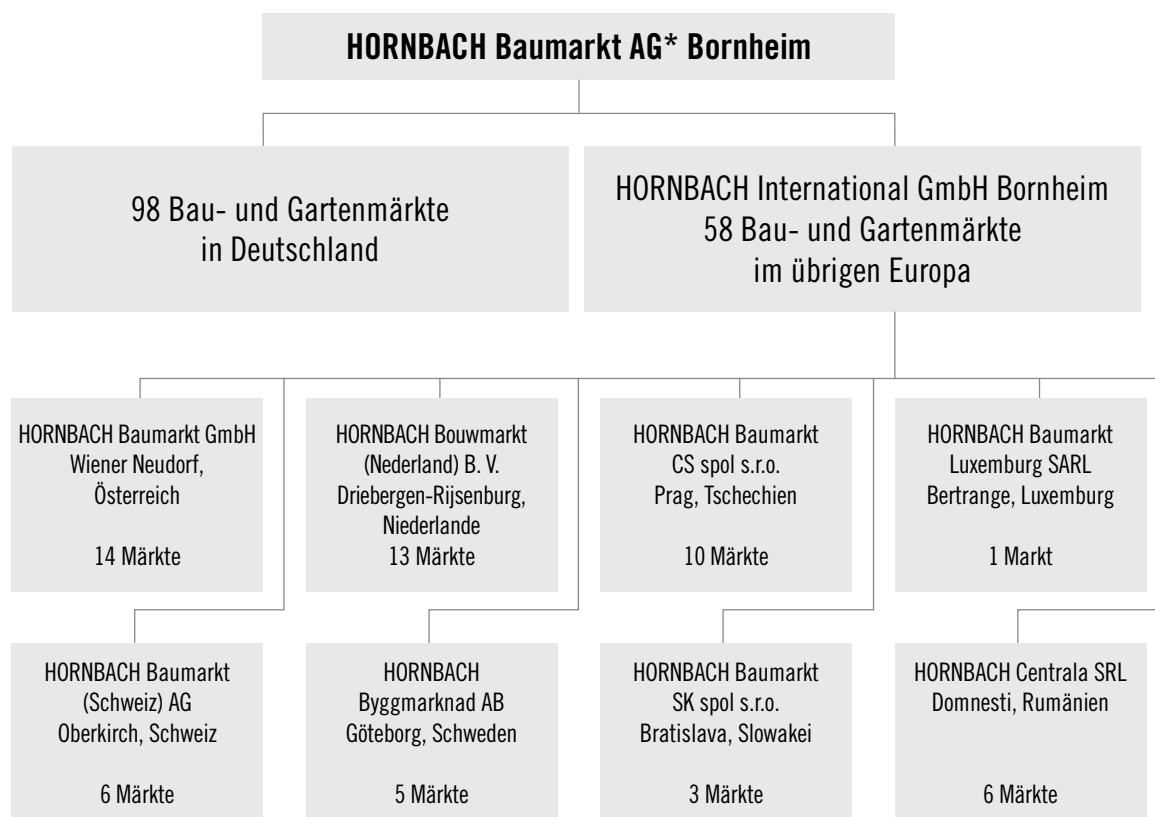 HORNBACH Baumarkt AG* Bornheim
98 Bau- und Gartenmärkte
in Deutschland
HORNBACH International GmbH Bornheim
58 Bau- und Gartenmärkte
im übrigen Europa
HORNBACH Baumarkt GmbH
Wiener Neudorf,
Österreich
14 Märkte
HORNBACH Bouwmarkt
(Nederland) B. V.
Driebergen-Rijsenburg,
Niederlande
13 Märkte
HORNBACH Baumarkt
CS spol s.r.o.
Prag, Tschechien
10 Märkte
HORNBACH Baumarkt
Luxemburg SARL
Bertrange, Luxemburg
1 Markt
HORNBACH Baumarkt
(Schweiz) AG
Oberkirch, Schweiz
6 Märkte
HORNBACH
Byggmarknad AB
Göteborg, Schweden
5 Märkte
HORNBACH Baumarkt
SK spol s.r.o.
Bratislava, Slowakei
3 Märkte
HORNBACH Centrala SRL
Domnesti, Rumänien
6 Märkte